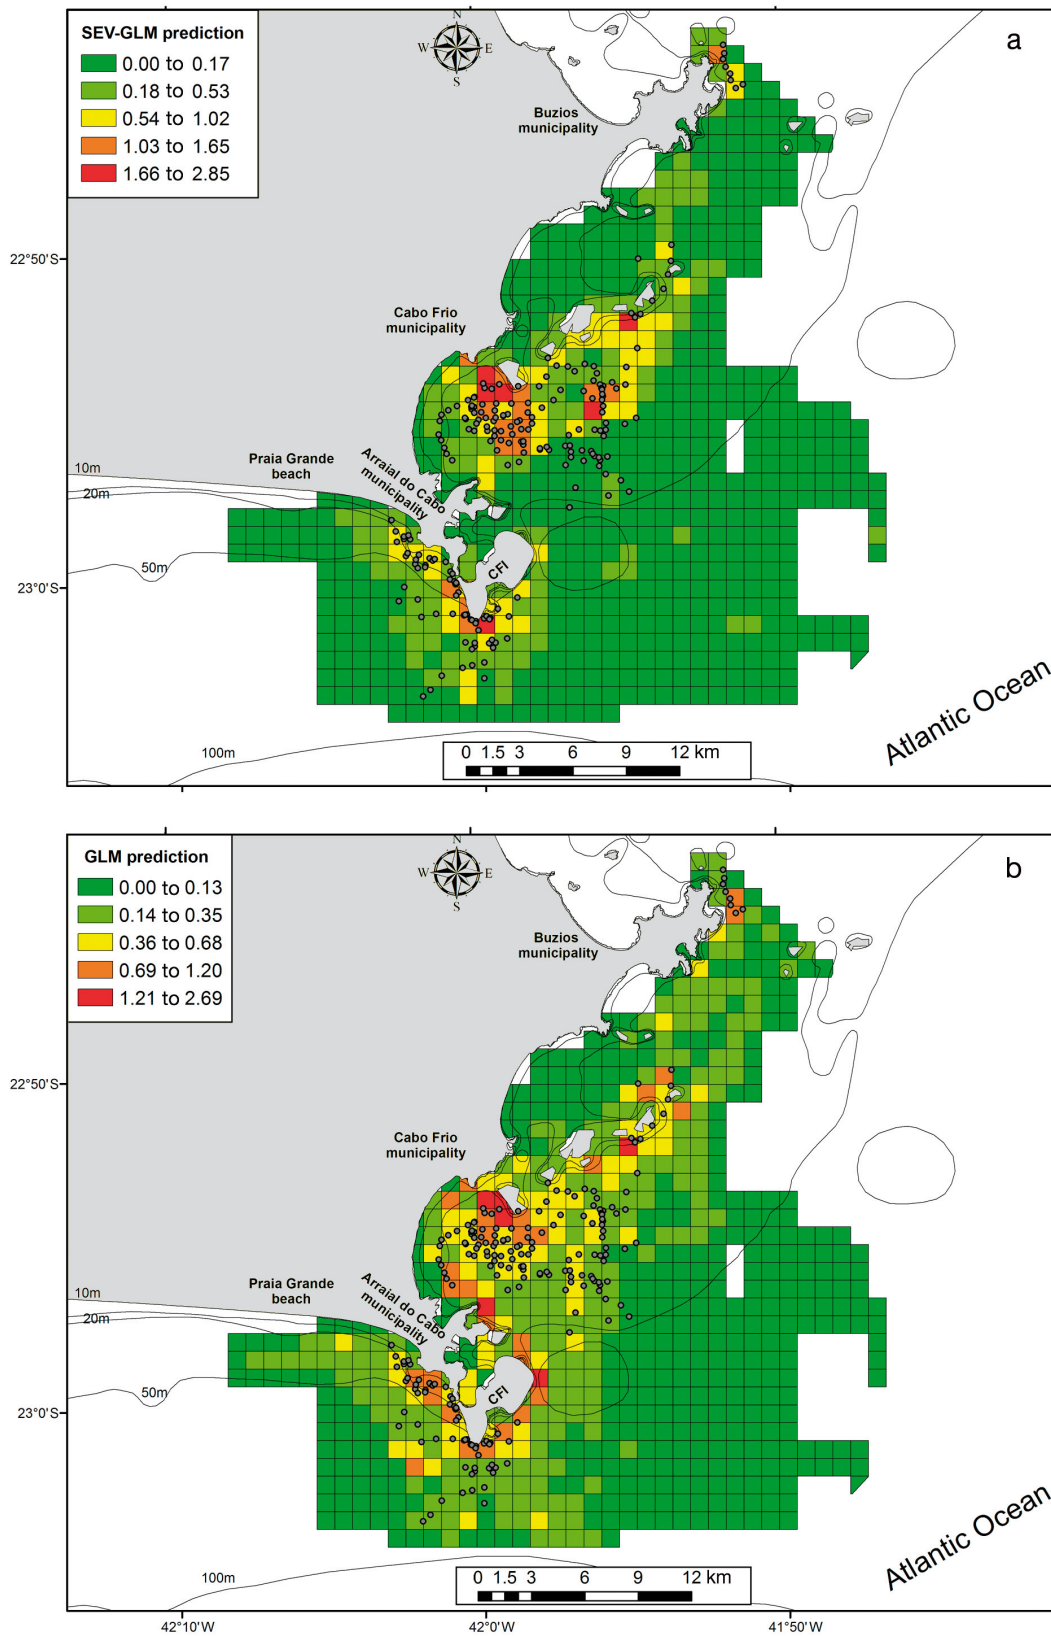 a
SEV-GLM prediction
0.00 to 0.17
0.18 to 0.53
0.54 to 1.02
1.03 to 1.65
1.66 to 2.85
N
W E
S
Buzios
municipality
22°50'S
Cabo Frio
municipality
Praia Grande
beach
Arraial do Cabo
municipality
10m
20m
50m
CFI
23°0'S
100m
0 1.5 3 6 9 12 km
Atlantic Ocean
b
GLM prediction
0.00 to 0.13
0.14 to 0.35
0.36 to 0.68
0.69 to 1.20
1.21 to 2.69
N
W E
S
Buzios
municipality
22°50'S
Cabo Frio
municipality
Praia Grande
beach
Arraial do Cabo
municipality
10m
20m
50m
CFI
23°0'S
100m
0 1.5 3 6 9 12 km
Atlantic Ocean
42°10'W 42°0'W 41°50'W